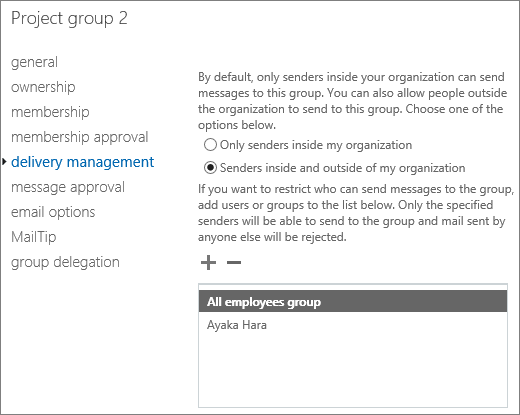 Project group 2
general
ownership
membership
membership approval
delivery management
message approval
email options
MailTip
group delegation
By default, only senders inside your organization can send
messages to this group. You can also allow people outside
the organization to send to this group. Choose one of the
options below.
Only senders inside my organization
Senders inside and outside of my organization
If you want to restrict who can send messages to the group,
add users or groups to the list below. Only the specified
senders will be able to send to the group and mail sent by
anyone else will be rejected.
All employees group
Ayaka Hara